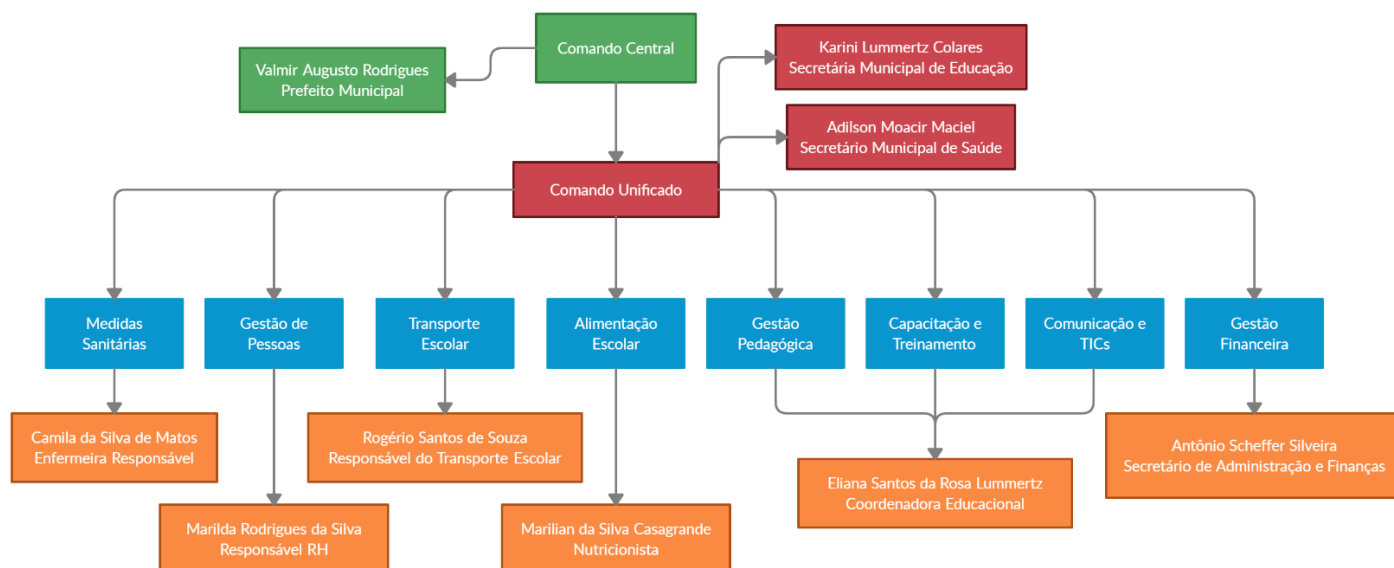 Comando Central
Valmir Augusto Rodrigues
Prefeito Municipal
Karini Lummertz Colares
Secretária Municipal de Educação
Adilson Moacir Maciel
Secretário Municipal de Saúde
Comando Unificado
Medidas
Sanitárias
Gestão de
Pessoas
Transporte
Escolar
Alimentação
Escolar
Gestão
Pedagógica
Capacitação e
Treinamento
Comunicação e
TICs
Gestão
Financeira
Camila da Silva de Matos
Enfermeira Responsável
Rogério Santos de Souza
Responsável do Transporte Escolar
Antônio Scheffer Silveira
Secretário de Administração e Finanças
Eliana Santos da Rosa Lummertz
Coordenadora Educacional
Marilda Rodrigues da Silva
Responsável RH
Marilian da Silva Casagrande
Nutricionista